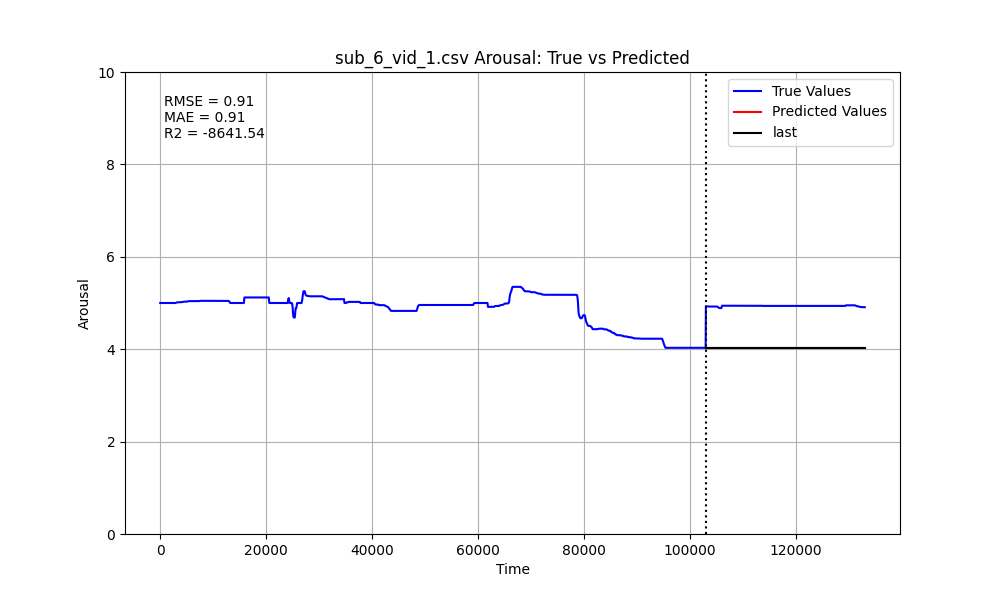 sub_6_vid_1.csv Arousal: True vs Predicted
RMSE = 0.91
MAE = 0.91
R2 = -8641.54
True Values
Predicted Values
last
Arousal
10
8
6
4
2
0
0
20000
40000
60000
80000
100000
120000
Time